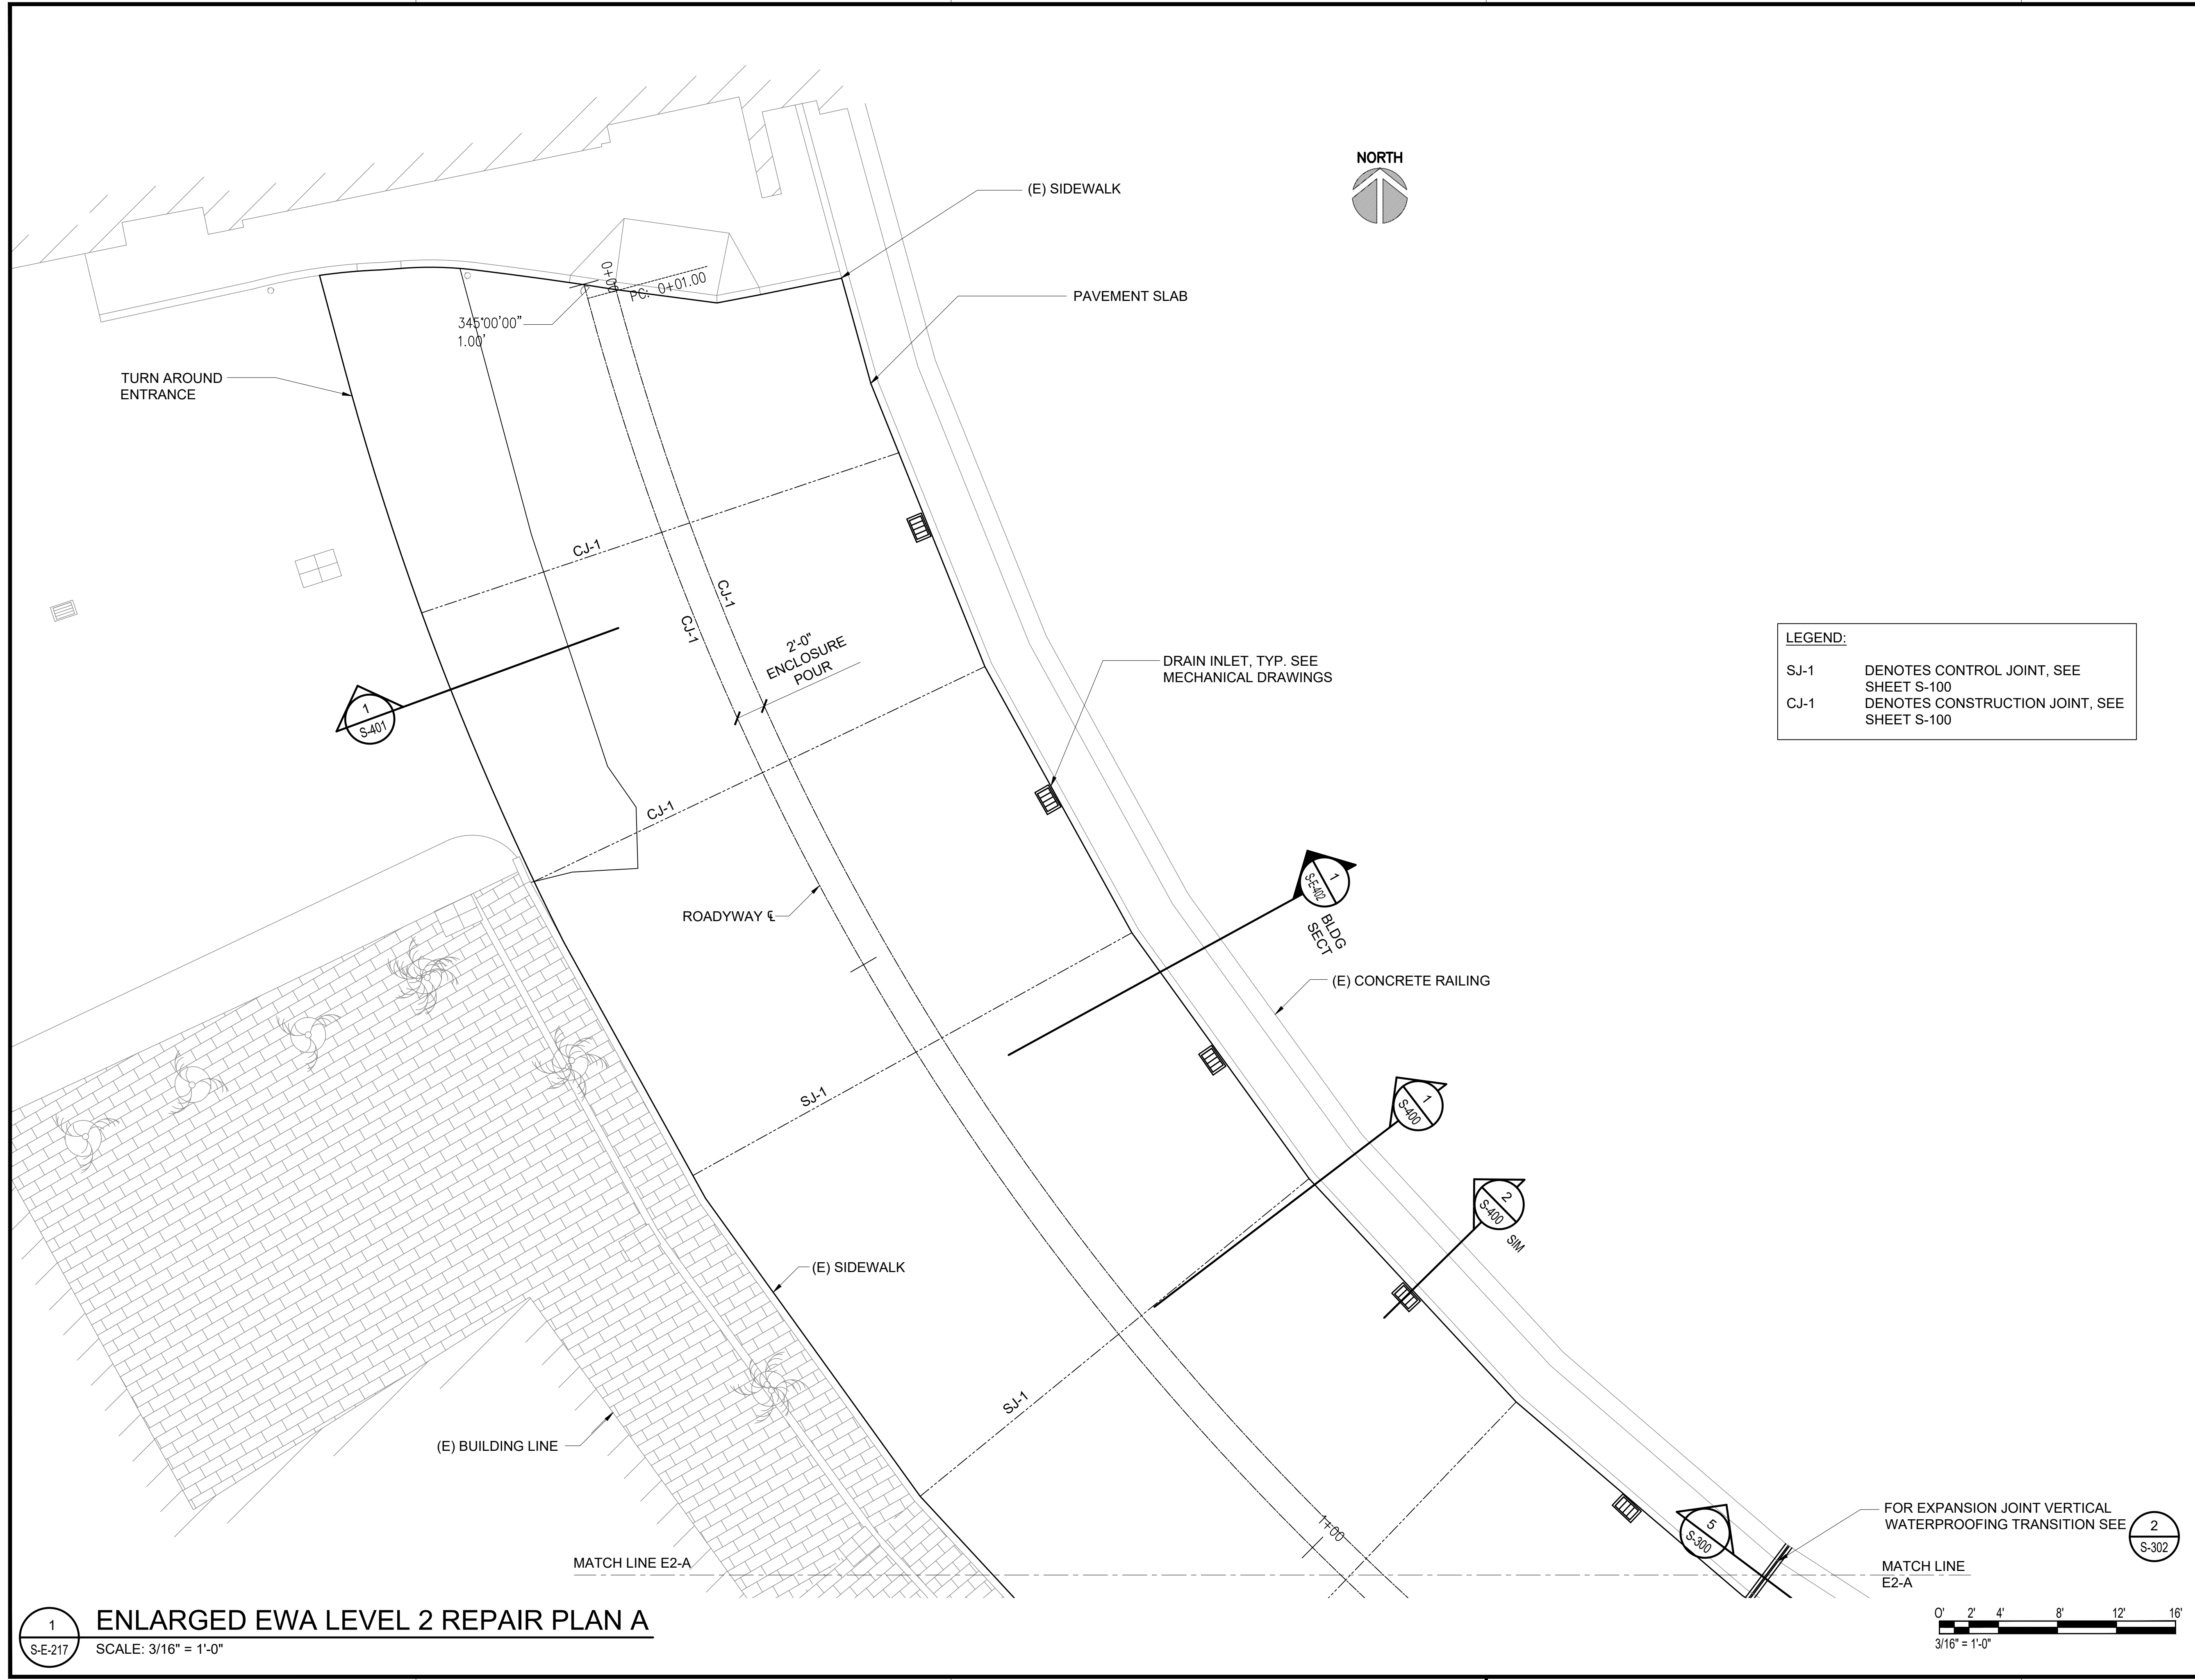 NORTH
(E) SIDEWALK
PAVEMENT SLAB
0+00
PC: 0+01.00
345°00'00"
1.00'
TURN AROUND
ENTRANCE
CJ-1
CJ-1
CJ-1
2'-0"
ENCLOSURE
POUR
DRAIN INLET, TYP. SEE
MECHANICAL DRAWINGS
LEGEND:
SJ-1 DENOTES CONTROL JOINT, SEE
SHEET S-100
CJ-1 DENOTES CONSTRUCTION JOINT, SEE
SHEET S-100
1
S-401
CJ-1
1
S-E-402
BLDG
SECT
ROADYWAY ℄
(E) CONCRETE RAILING
SJ-1
1
S-400
2
S-400
SIM
(E) SIDEWALK
SJ-1
(E) BUILDING LINE
1+00
5
S-300
FOR EXPANSION JOINT VERTICAL
WATERPROOFING TRANSITION SEE
2
S-302
MATCH LINE E2-A
MATCH LINE
E2-A
1
S-E-217
ENLARGED EWA LEVEL 2 REPAIR PLAN A
SCALE: 3/16" = 1'-0"
O' 2' 4' 8' 12' 16'
3/16" = 1'-0"